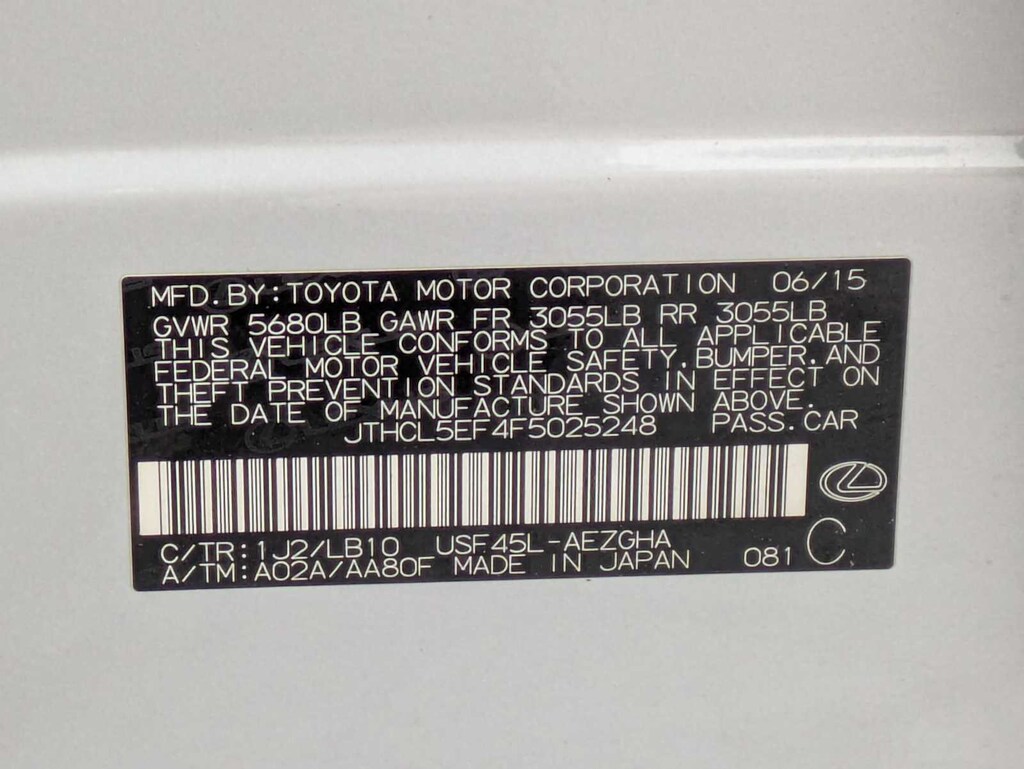 MFD.BY:TOYOTA MOTOR CORPORATION 06/15
GVWR 5680LB GAWR FR 3055LB RR 3055LB
THIS VEHICLE CONFORMS TO ALL APPLICABLE
FEDERAL MOTOR VEHICLE SAFETY,BUMPER,AND
THEFT PREVENTION STANDARDS IN EFFECT ON
THE DATE OF MANUFACTURE SHOWN ABOVE.
JTHCL5EF4F5025248 PASS.CAR
C/TR:1J2/LB10 USF45L-AEZGHA
A/TM:A02A/AA80F MADE IN JAPAN 081 C